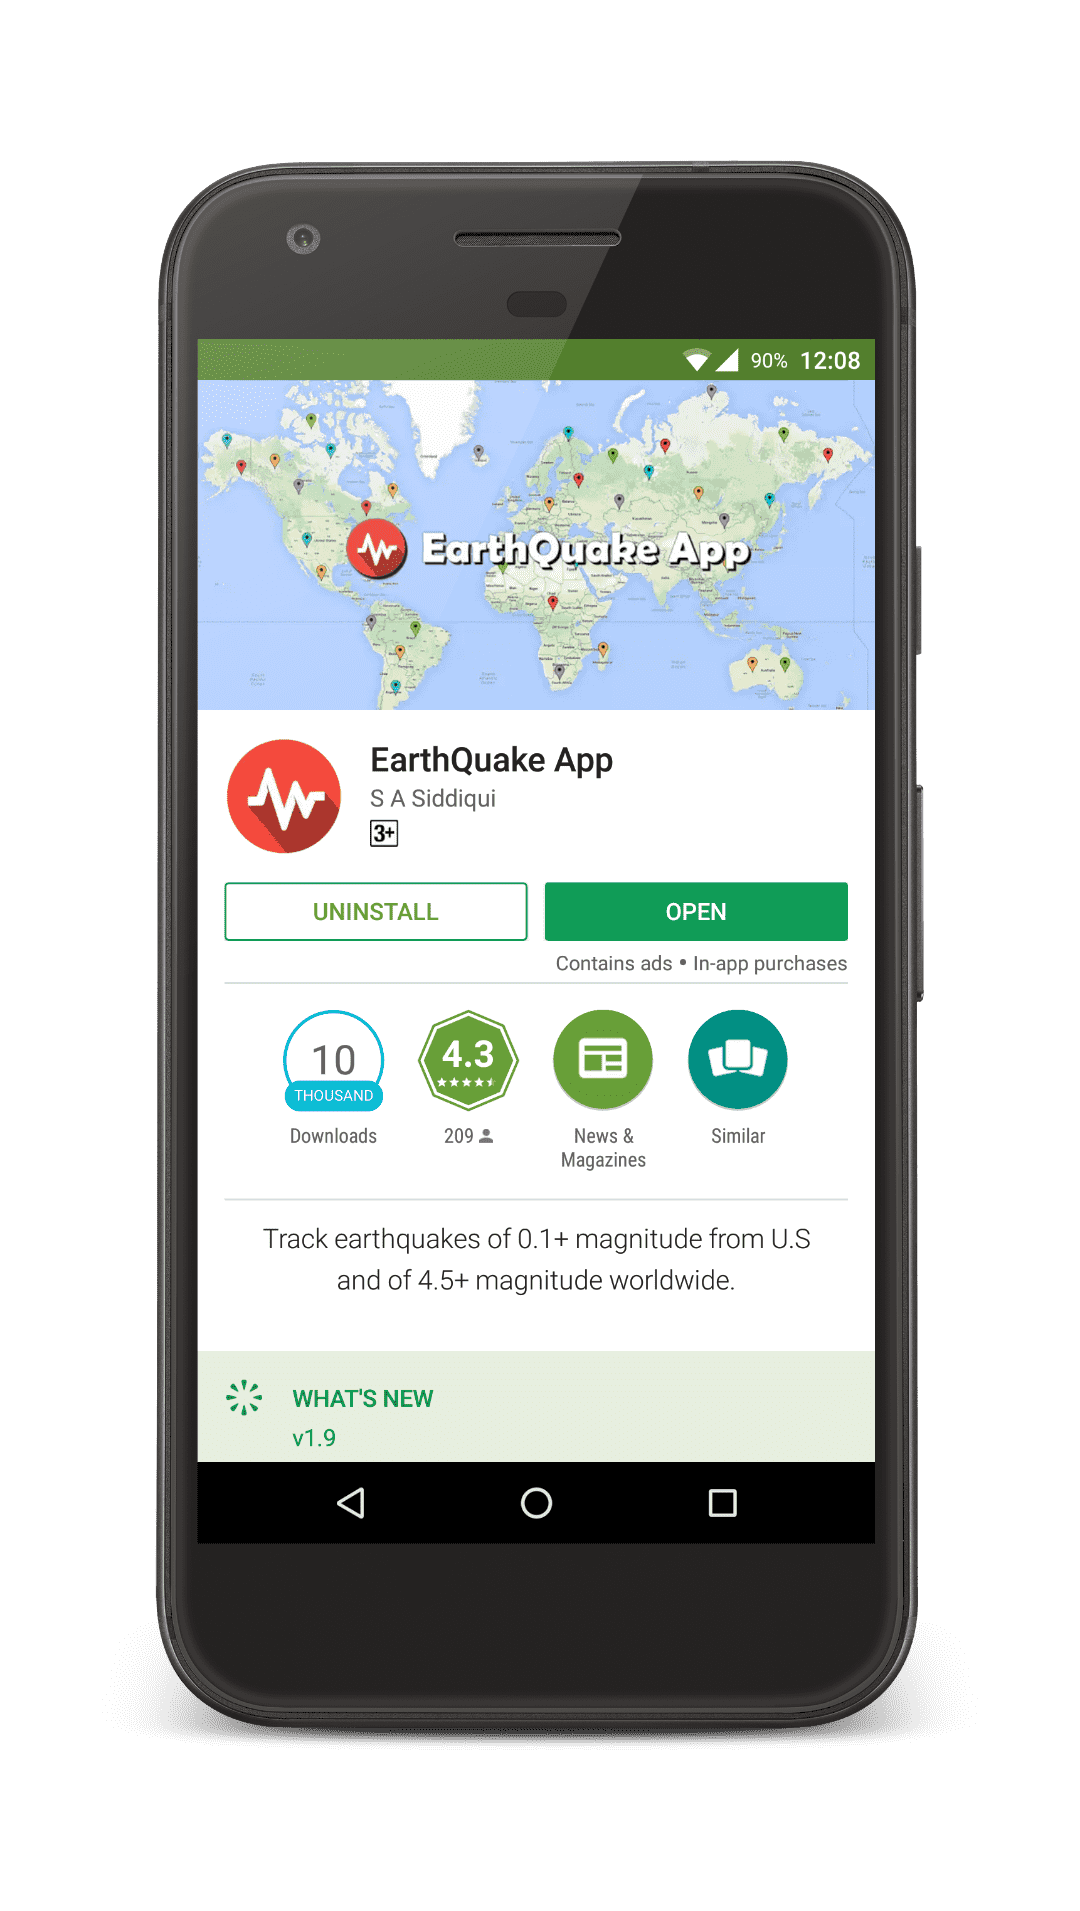 90% 12:08
EarthQuake App
EarthQuake App
S A Siddiqui
3+
UNINSTALL
OPEN
Contains ads • In-app purchases
10
THOUSAND
Downloads
4.3
209
News &
Magazines
Similar
Track earthquakes of 0.1+ magnitude from U.S
and of 4.5+ magnitude worldwide.
WHAT'S NEW
v1.9